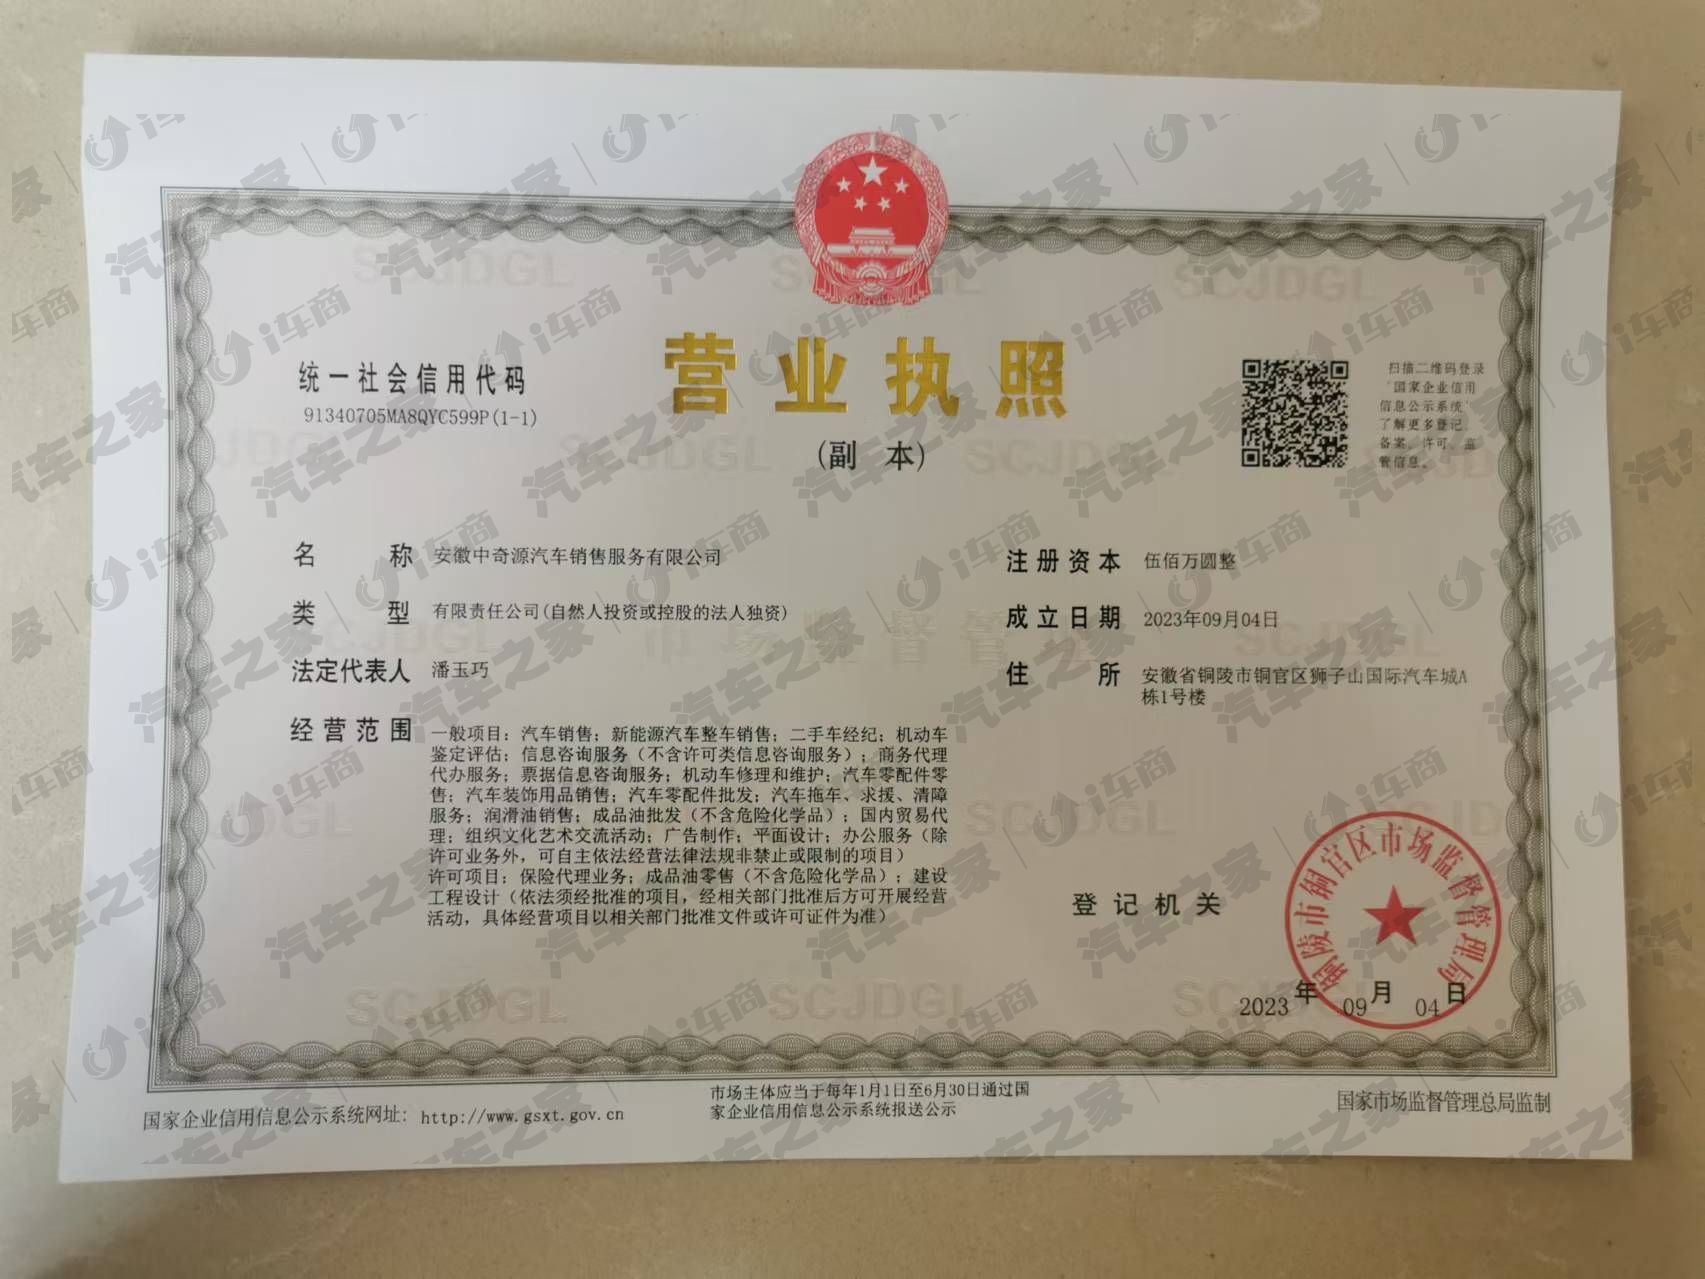 营业执照
(副 本)
统一社会信用代码
91340705MA8QYC599P(1-1)
扫描二维码登录
‘国家企业信用
信息公示系统’
了解更多登记、
备案、许可、监
管信息。
名 称 安徽中奇源汽车销售服务有限公司
类 型 有限责任公司(自然人投资或控股的法人独资)
法定代表人 潘玉巧
经营范围 一般项目：汽车销售；新能源汽车整车销售；二手车经纪；机动车
鉴定评估；信息咨询服务（不含许可类信息咨询服务）；商务代理
代办服务；票据信息咨询服务；机动车修理和维护；汽车零配件零
售；汽车装饰用品销售；汽车零配件批发；汽车拖车、求援、清障
服务；润滑油销售；成品油批发（不含危险化学品）；国内贸易代
理；组织文化艺术交流活动；广告制作；平面设计；办公服务（除
许可业务外，可自主依法经营法律法规非禁止或限制的项目）
许可项目：保险代理业务；成品油零售（不含危险化学品）；建设
工程设计（依法须经批准的项目，经相关部门批准后方可开展经营
活动，具体经营项目以相关部门批准文件或许可证件为准）
注册资本 伍佰万圆整
成立日期 2023年09月04日
住 所 安徽省铜陵市铜官区狮子山国际汽车城A
栋1号楼
登记机关
铜陵市铜官区市场监督管理局
2023年09月04日
国家企业信用信息公示系统网址：http://www.gsxt.gov.cn
市场主体应当于每年1月1日至6月30日通过国
家企业信用信息公示系统报送公示
国家市场监督管理总局监制
SCJDGL
汽车之家
i车商